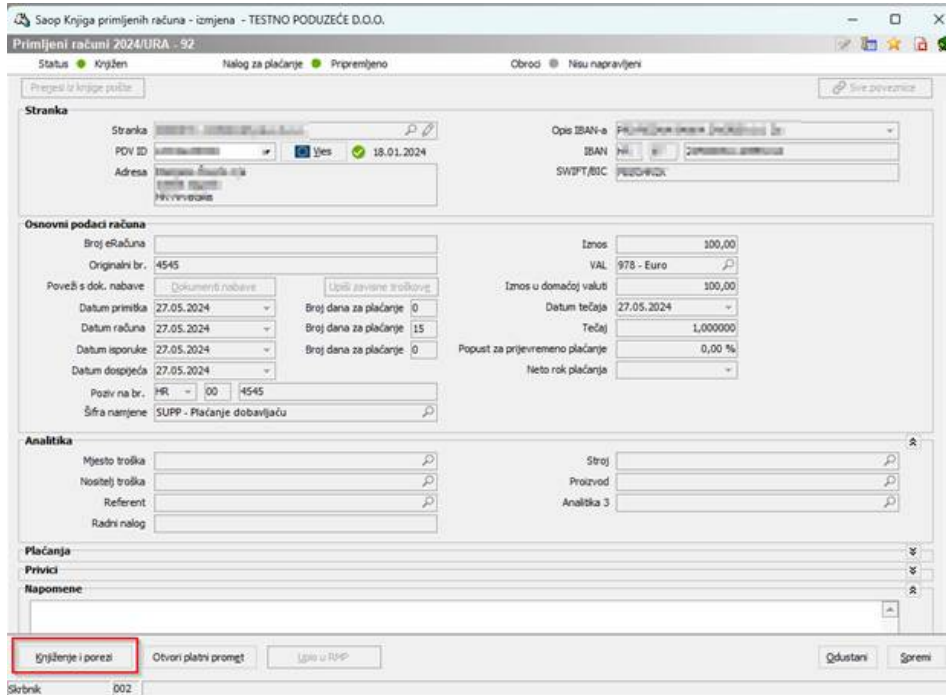 Saop Knjiga primljenih računa - izmjena - TESTNO PODUZEĆE D.O.O.
Primljeni računi 2024/URA - 92
Status Knjižen Nalog za plaćanje Pripremljeno Obroci Nisu napravljeni
Prenesi iz knjige pošte Sve poveznice
Stranka
Stranka Opis IBAN-a
PDV ID Vies 18.01.2024 IBAN
Adresa SWIFT/BIC
Osnovni podaci računa
Broj eRačuna Iznos 100,00
Originalni br. 4545 VAL 978 - Euro
Poveži s dok. nabave Dokumenti nabave Upiši zavisne troškove Iznos u domaćoj valuti 100,00
Datum primitka 27.05.2024 Broj dana za plaćanje 0 Datum tečaja 27.05.2024
Datum računa 27.05.2024 Broj dana za plaćanje 15 Tečaj 1,000000
Datum isporuke 27.05.2024 Broj dana za plaćanje 0 Popust za prijevremeno plaćanje 0,00 %
Datum dospijeća 27.05.2024 Neto rok plaćanja
Poziv na br. HR 00 4545
Šifra namjene SUPP - Plaćanje dobavljaču
Analitika
Mjesto troška Stroj
Nositelj troška Proizvod
Referent Analitika 3
Radni nalog
Plaćanja
Privici
Napomene
Knjiženje i porezi Otvori platni promet Upis u RMP Odustani Spremi
Skrbnik 002